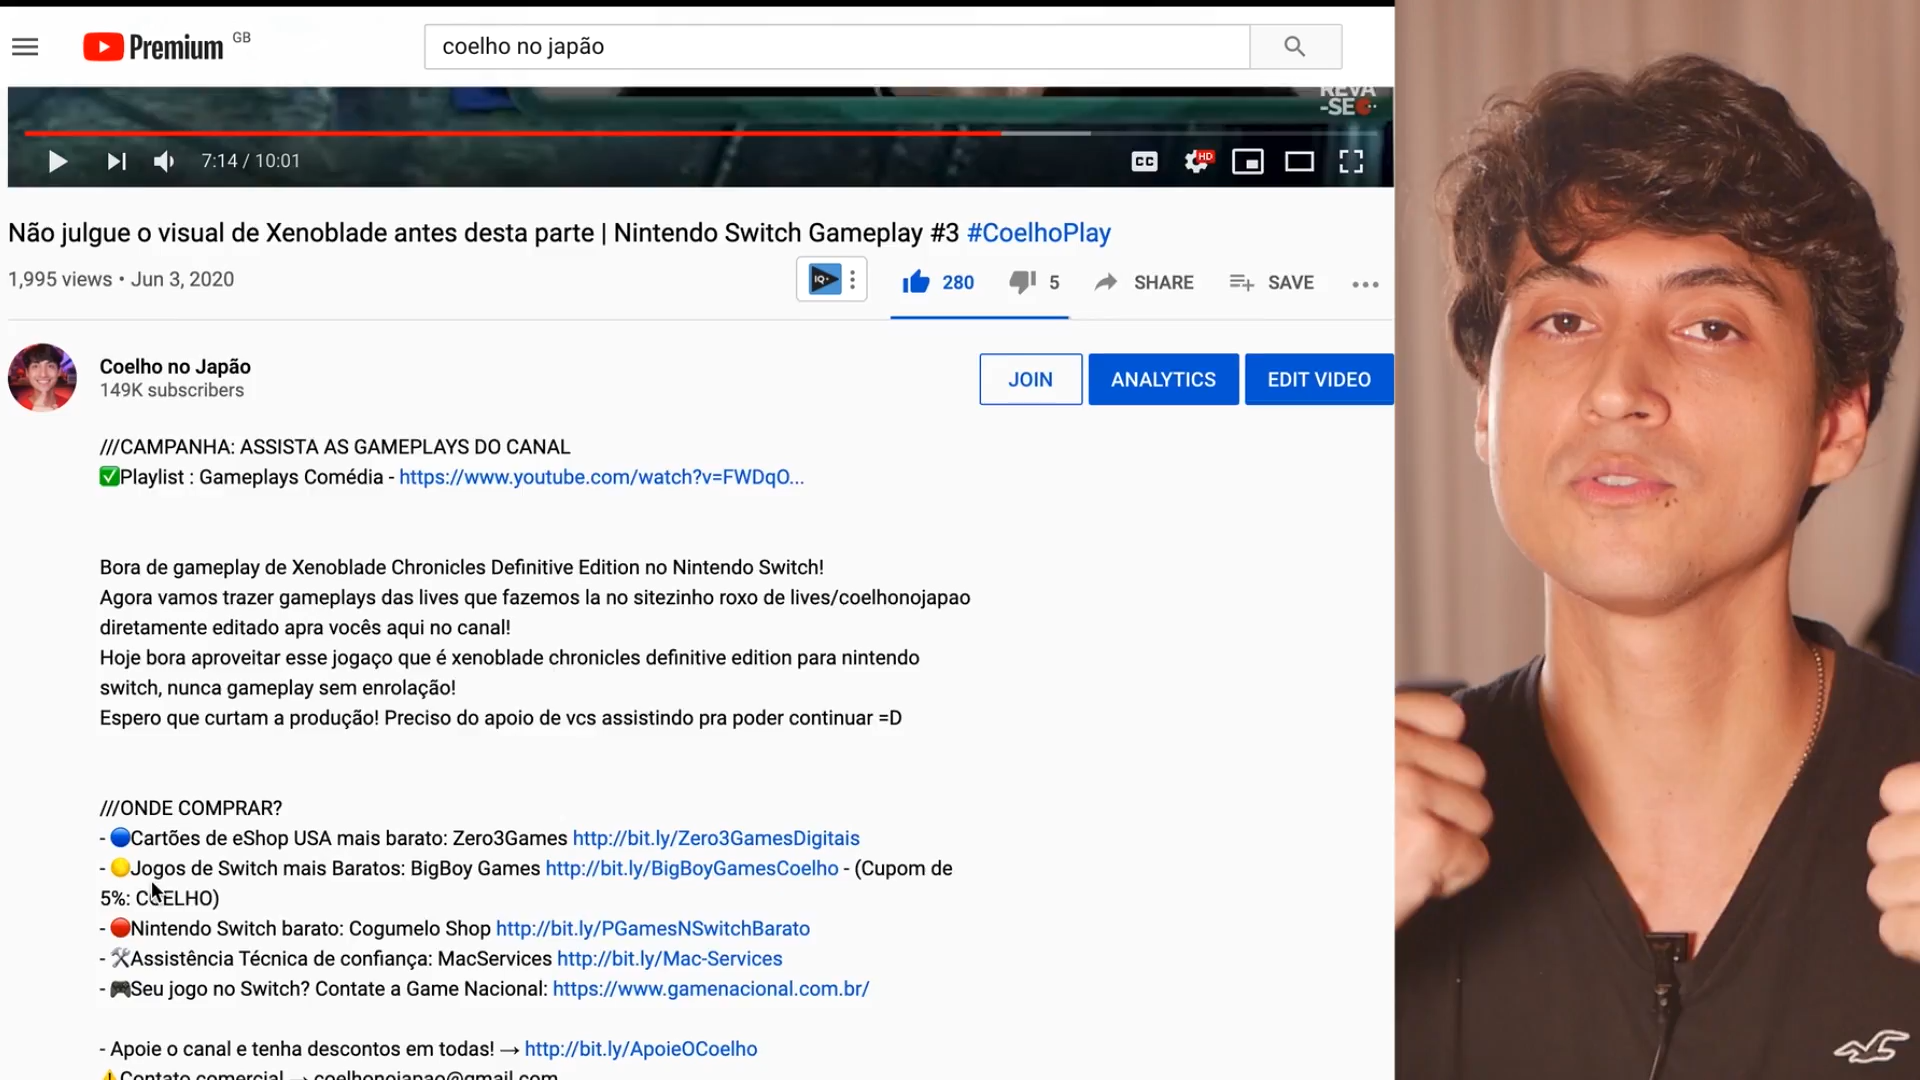 Premium GB
coelho no japão
REVA
-SE
7:14 / 10:01
CC
HD
Não julgue o visual de Xenoblade antes desta parte | Nintendo Switch Gameplay #3 #CoelhoPlay
1,995 views • Jun 3, 2020
IQ
280
5
SHARE
SAVE
Coelho no Japão
149K subscribers
JOIN
ANALYTICS
EDIT VIDEO
///CAMPANHA: ASSISTA AS GAMEPLAYS DO CANAL
✅Playlist : Gameplays Comédia - https://www.youtube.com/watch?v=FWDqO...
Bora de gameplay de Xenoblade Chronicles Definitive Edition no Nintendo Switch!
Agora vamos trazer gameplays das lives que fazemos la no sitezinho roxo de lives/coelhonojapao
diretamente editado apra vocês aqui no canal!
Hoje bora aproveitar esse jogaço que é xenoblade chronicles definitive edition para nintendo
switch, nunca gameplay sem enrolação!
Espero que curtam a produção! Preciso do apoio de vcs assistindo pra poder continuar =D
///ONDE COMPRAR?
- 🔵Cartões de eShop USA mais barato: Zero3Games http://bit.ly/Zero3GamesDigitais
- 🟡Jogos de Switch mais Baratos: BigBoy Games http://bit.ly/BigBoyGamesCoelho - (Cupom de
5%: COELHO)
- 🔴Nintendo Switch barato: Cogumelo Shop http://bit.ly/PGamesNSwitchBarato
- 🛠Assistência Técnica de confiança: MacServices http://bit.ly/Mac-Services
- 🎮Seu jogo no Switch? Contate a Game Nacional: https://www.gamenacional.com.br/
- Apoie o canal e tenha descontos em todas! → http://bit.ly/ApoieOCoelho
⚠Contato comercial → coelhonojapao@gmail.com